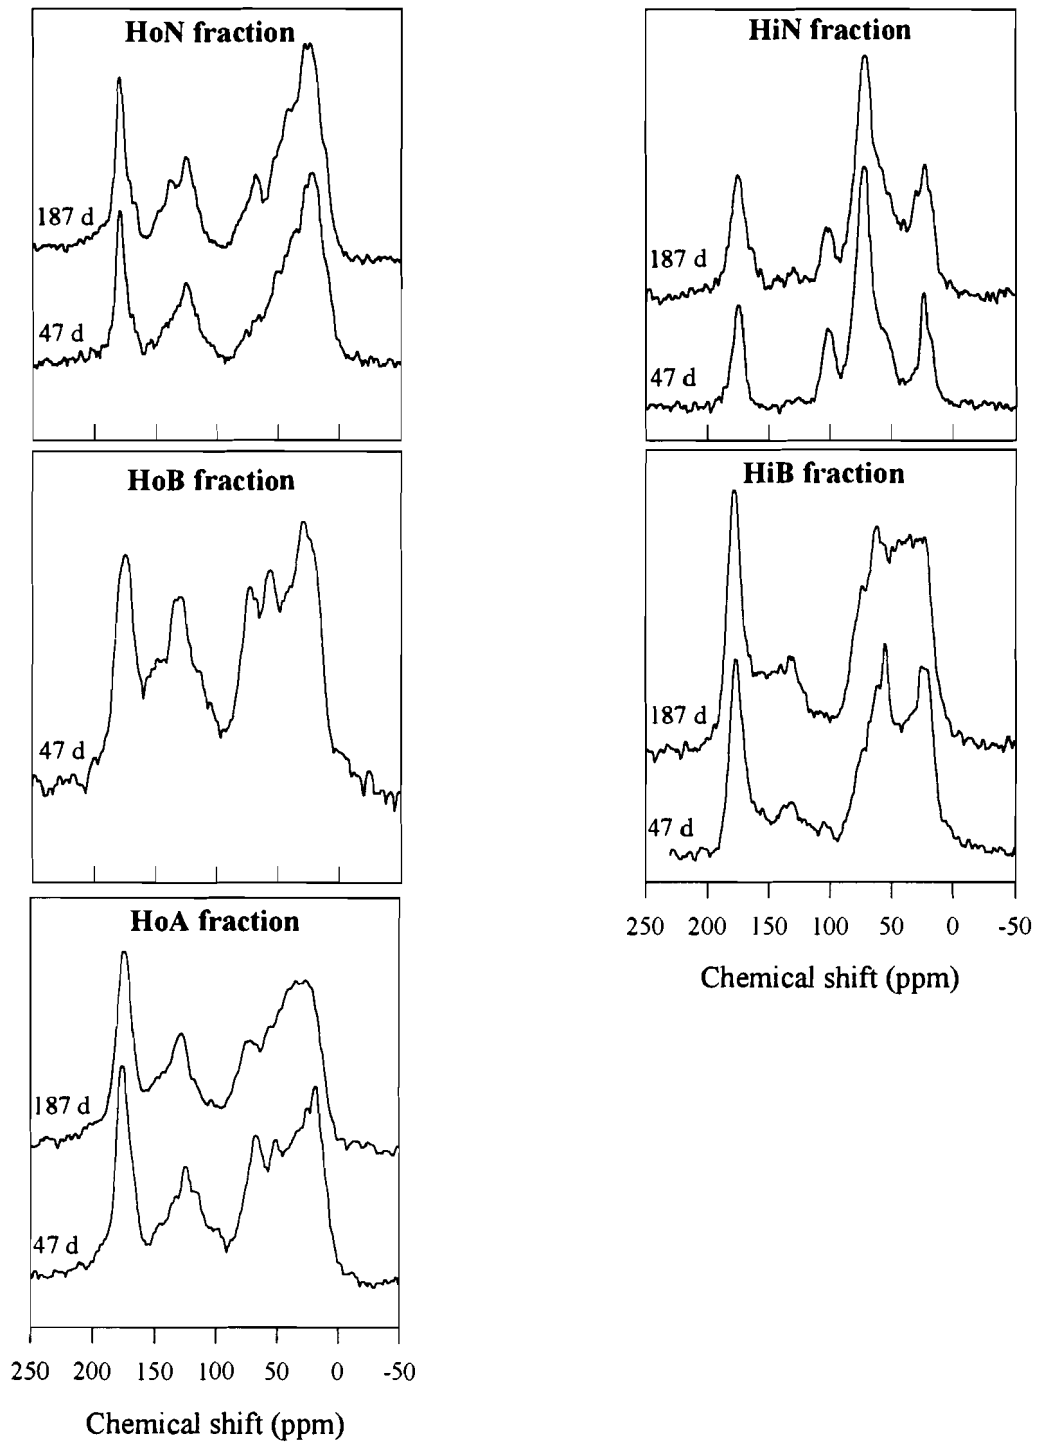 HoN fraction
187 d
47 d
HoB fraction
47 d
HoA fraction
187 d
47 d
250 200 150 100 50 0 -50
Chemical shift (ppm)
HiN fraction
187 d
47 d
HiB fraction
187 d
47 d
250 200 150 100 50 0 -50
Chemical shift (ppm)